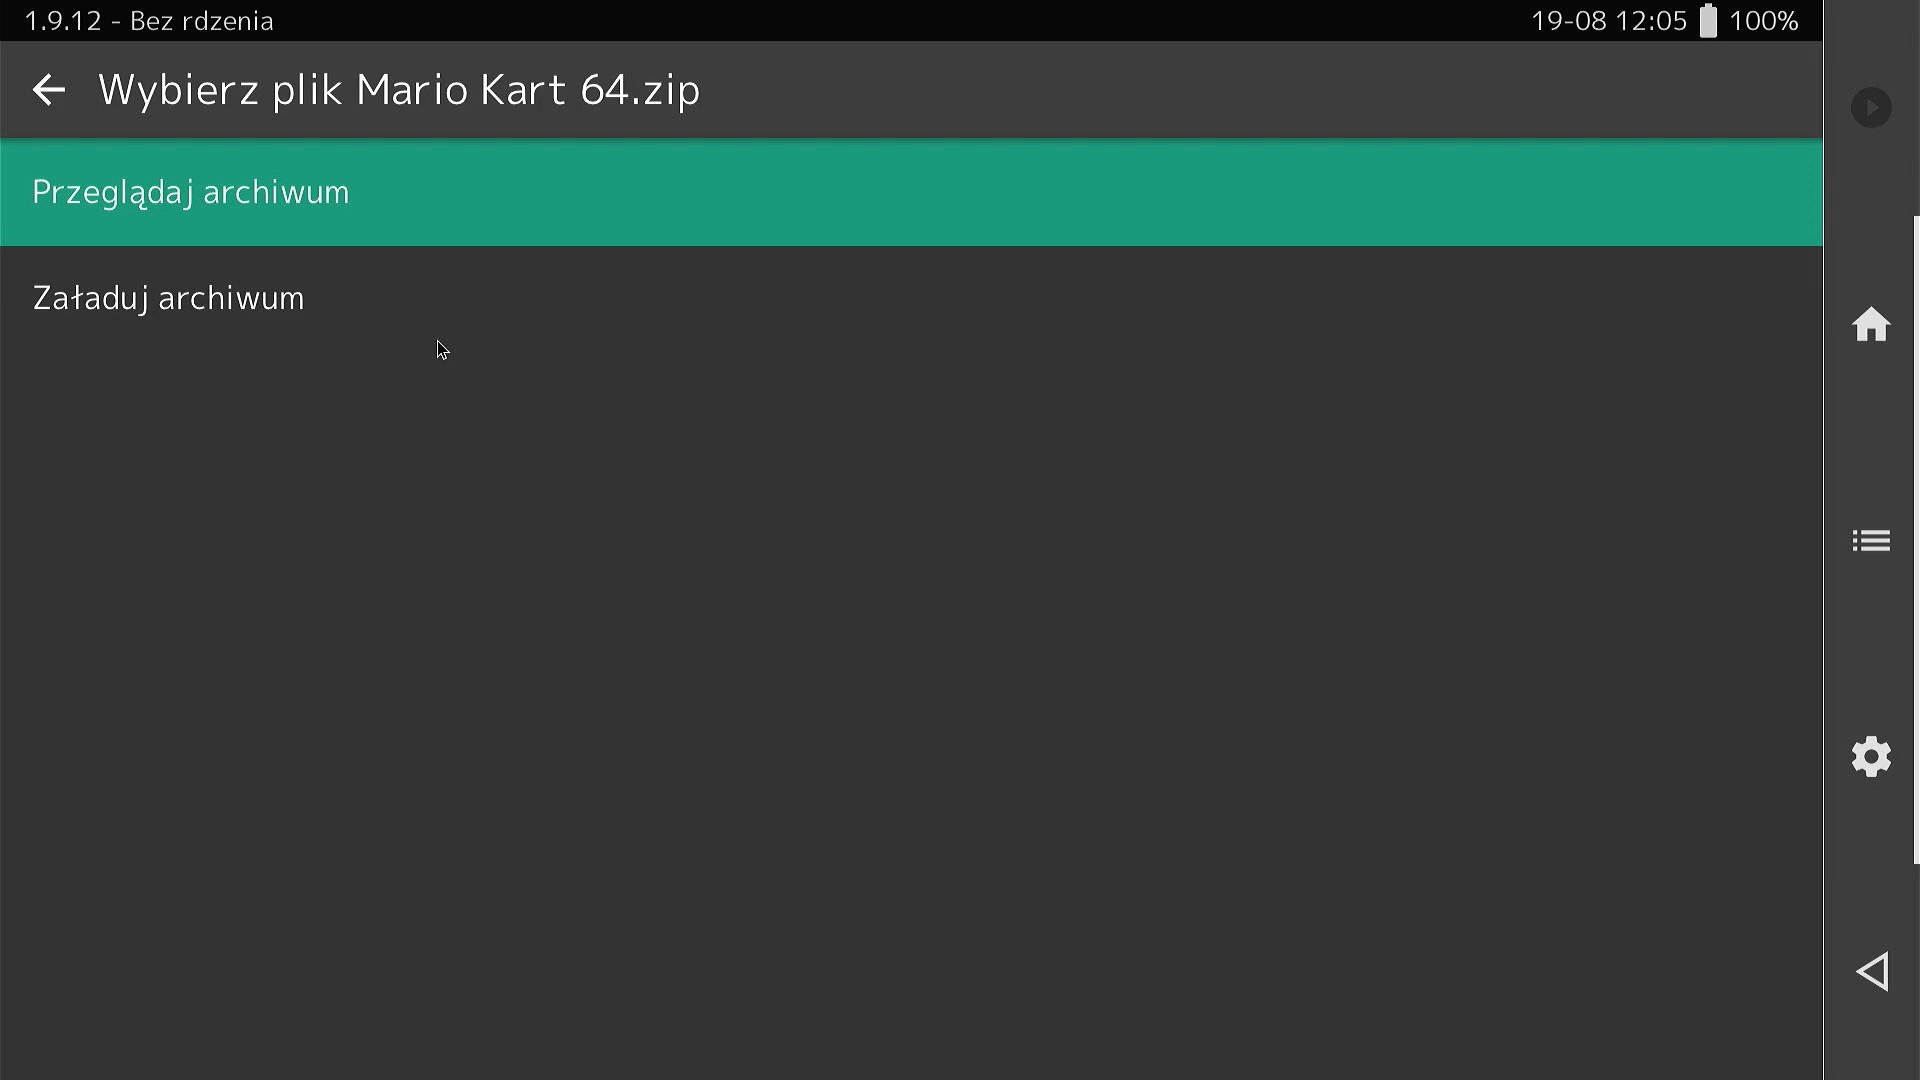 1.9.12 - Bez rdzenia
19-08 12:05 100%
Wybierz plik Mario Kart 64.zip
Przeglądaj archiwum
Załaduj archiwum